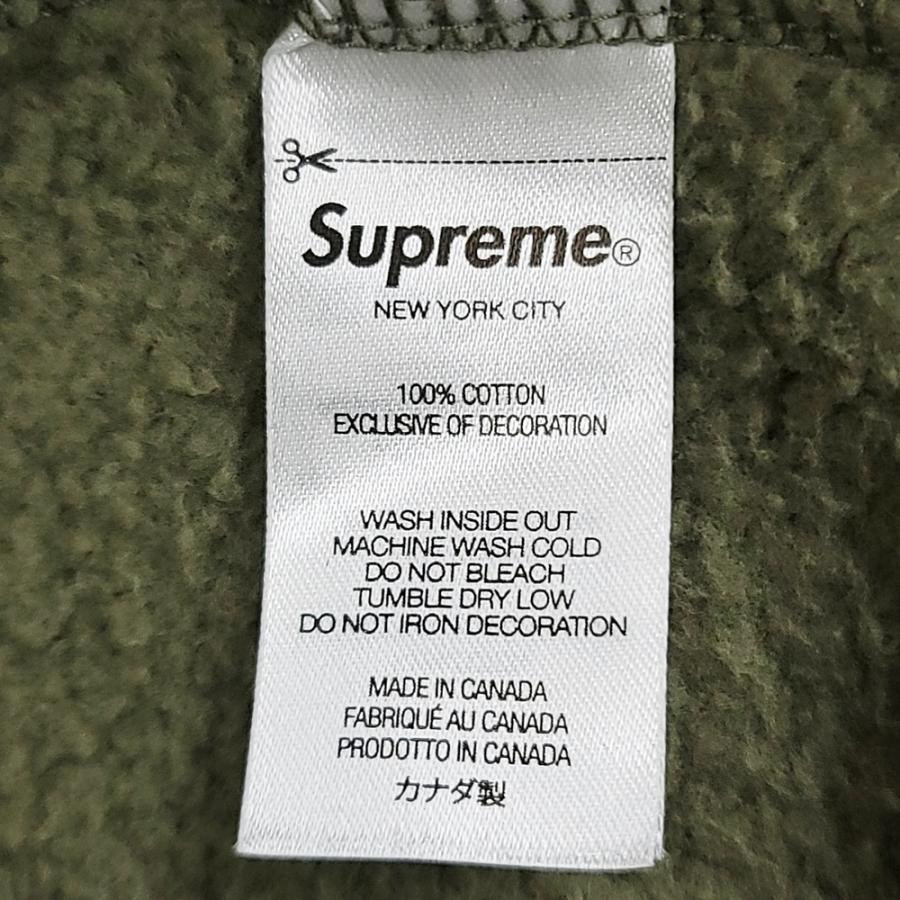 Supreme®
NEW YORK CITY
100% COTTON
EXCLUSIVE OF DECORATION
WASH INSIDE OUT
MACHINE WASH COLD
DO NOT BLEACH
TUMBLE DRY LOW
DO NOT IRON DECORATION
MADE IN CANADA
FABRIQUÉ AU CANADA
PRODOTTO IN CANADA
カナダ製